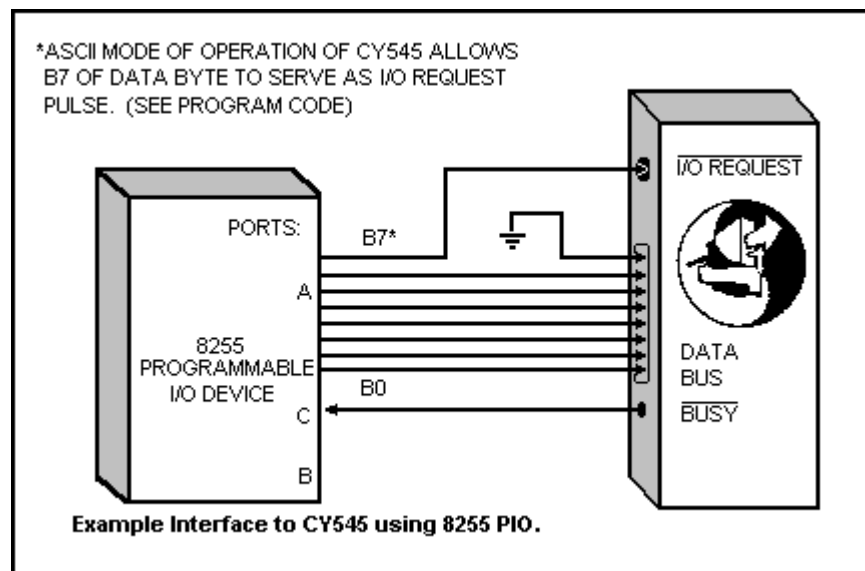 *ASCII MODE OF OPERATION OF CY545 ALLOWS
B7 OF DATA BYTE TO SERVE AS I/O REQUEST
PULSE. (SEE PROGRAM CODE)
I/O REQUEST
PORTS:
B7*
A
8255
PROGRAMMABLE
I/O DEVICE
DATA
BUS
B0
C
BUSY
B
Example Interface to CY545 using 8255 PIO.